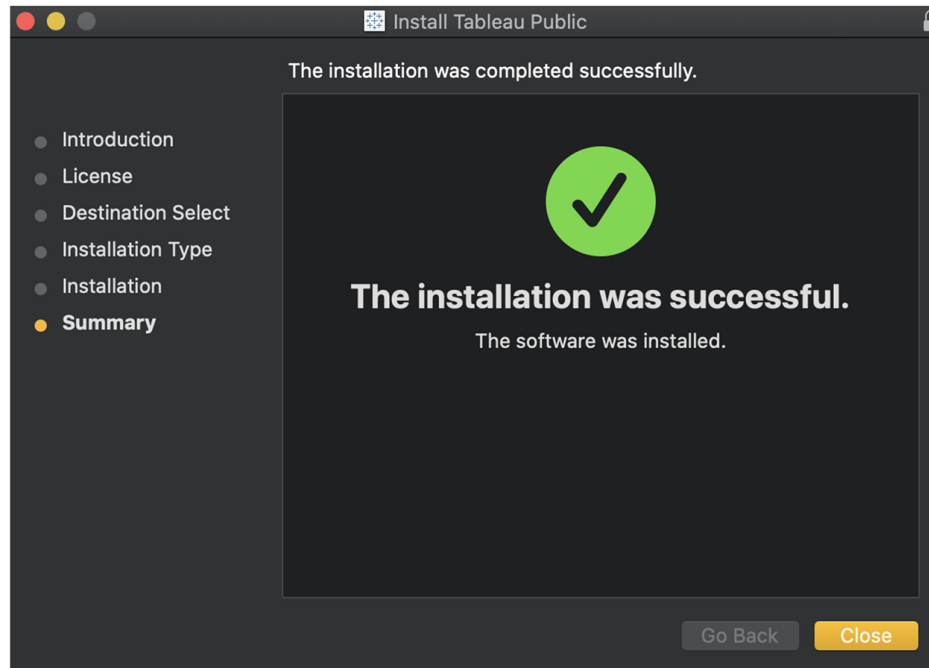 Install Tableau Public
The installation was completed successfully.
Introduction
License
Destination Select
Installation Type
Installation
Summary
The installation was successful.
The software was installed.
Go Back
Close